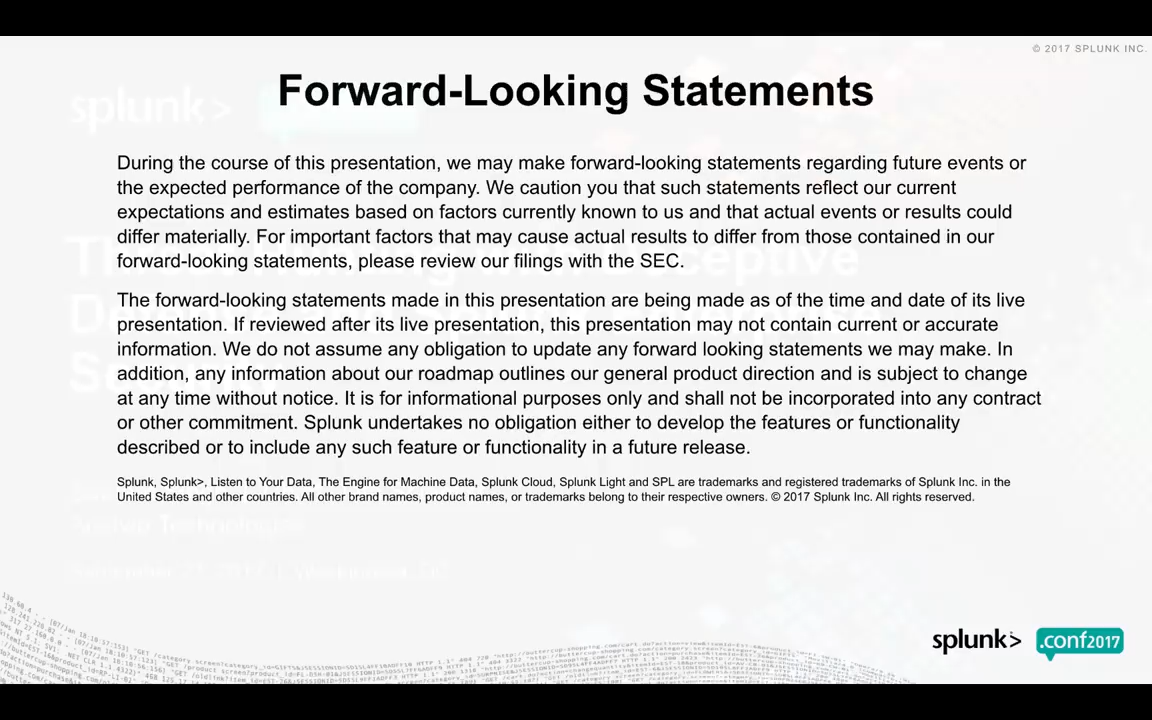 © 2017 SPLUNK INC.
splunk>
Forward-Looking Statements
During the course of this presentation, we may make forward-looking statements regarding future events or
the expected performance of the company. We caution you that such statements reflect our current
expectations and estimates based on factors currently known to us and that actual events or results could
differ materially. For important factors that may cause actual results to differ from those contained in our
forward-looking statements, please review our filings with the SEC.
The forward-looking statements made in this presentation are being made as of the time and date of its live
presentation. If reviewed after its live presentation, this presentation may not contain current or accurate
information. We do not assume any obligation to update any forward looking statements we may make. In
addition, any information about our roadmap outlines our general product direction and is subject to change
at any time without notice. It is for informational purposes only and shall not be incorporated into any contract
or other commitment. Splunk undertakes no obligation either to develop the features or functionality
described or to include any such feature or functionality in a future release.
Splunk, Splunk>, Listen to Your Data, The Engine for Machine Data, Splunk Cloud, Splunk Light and SPL are trademarks and registered trademarks of Splunk Inc. in the
United States and other countries. All other brand names, product names, or trademarks belong to their respective owners. © 2017 Splunk Inc. All rights reserved.
splunk> .conf2017